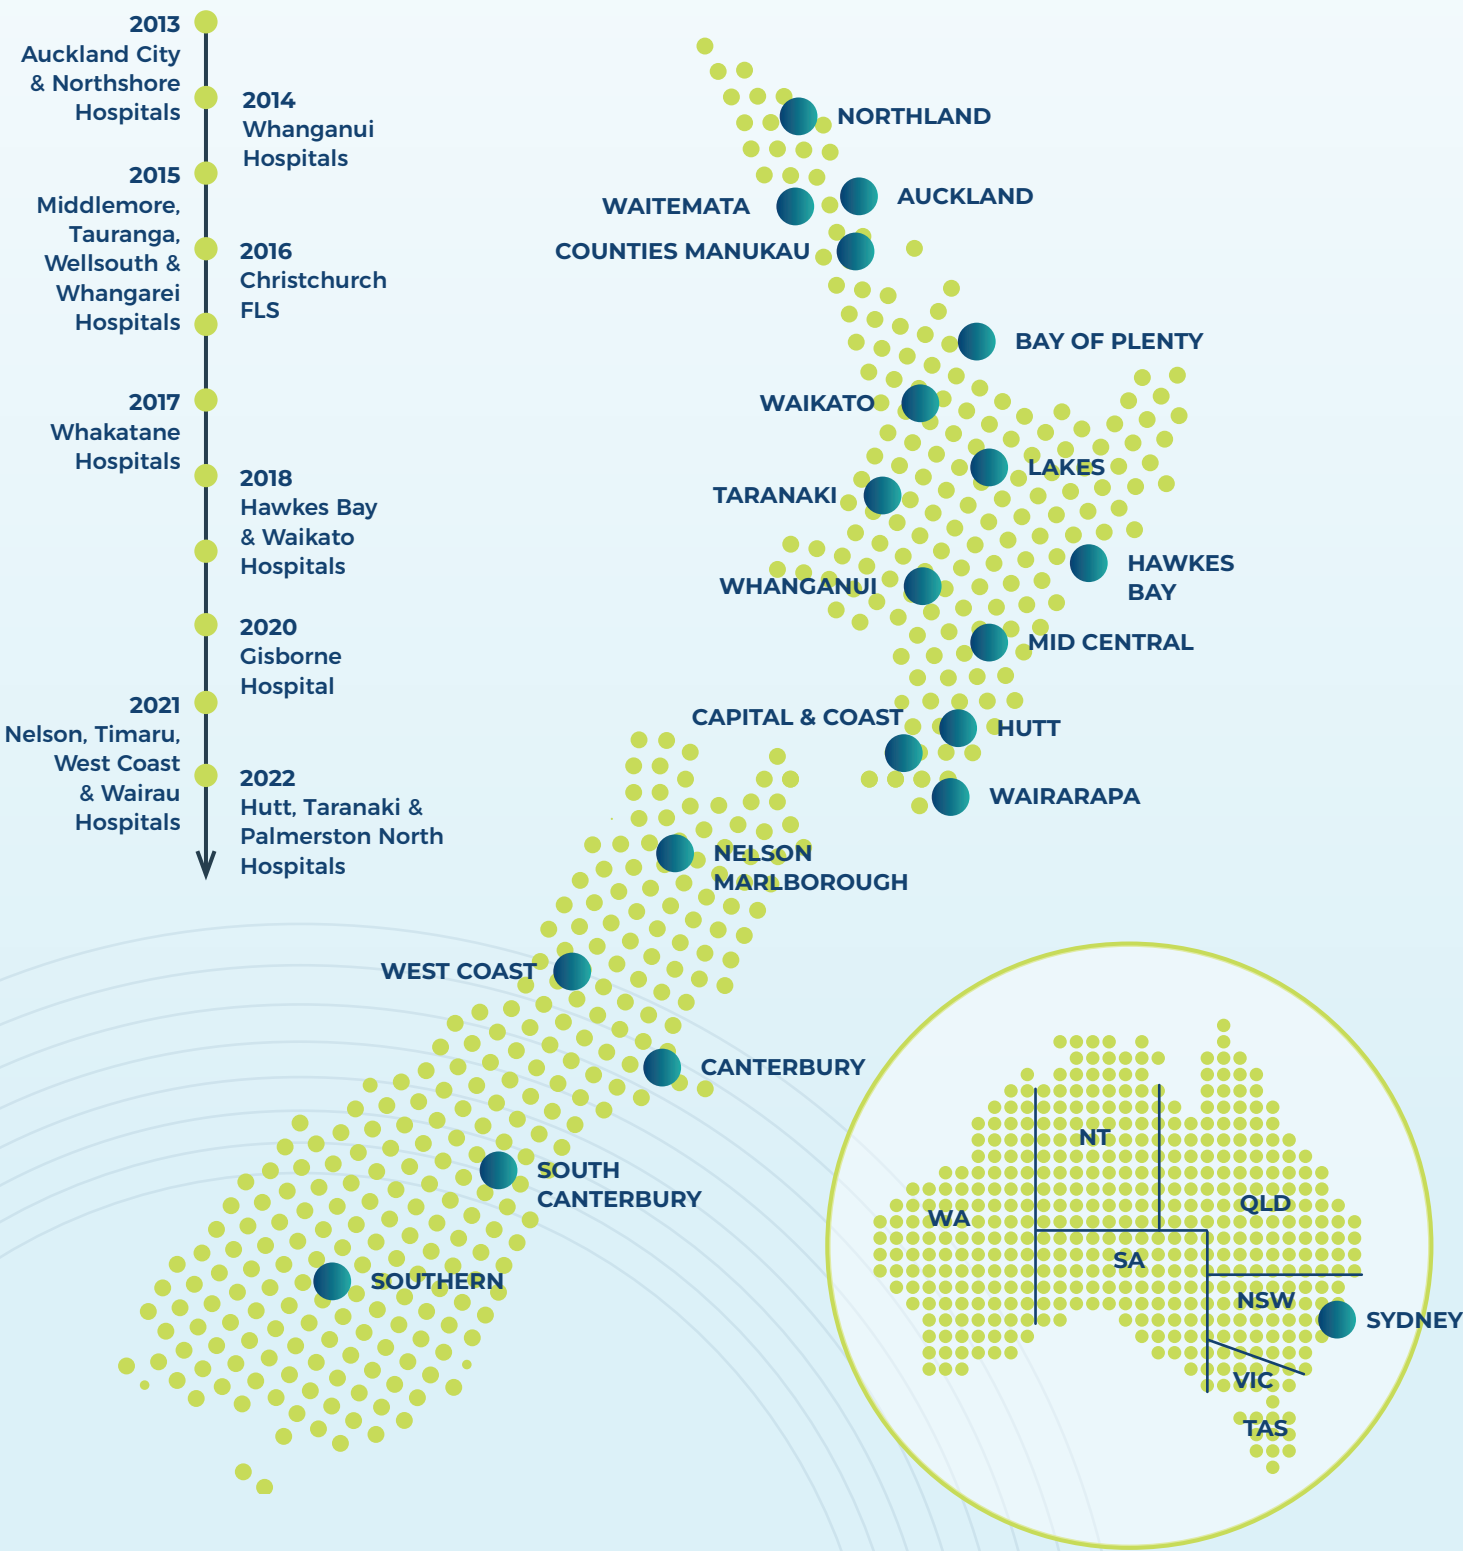 2013
Auckland City
& Northshore
Hospitals
2014
Whanganui
Hospitals
2015
Middlemore,
Tauranga,
Wellsouth &
Whangarei
Hospitals
2016
Christchurch
FLS
2017
Whakatane
Hospitals
2018
Hawkes Bay
& Waikato
Hospitals
2020
Gisborne
Hospital
2021
Nelson, Timaru,
West Coast
& Wairau
Hospitals
2022
Hutt, Taranaki &
Palmerston North
Hospitals
NORTHLAND
AUCKLAND
WAITEMATA
COUNTIES MANUKAU
BAY OF PLENTY
WAIKATO
LAKES
TARANAKI
HAWKES
BAY
WHANGANUI
MID CENTRAL
CAPITAL & COAST
HUTT
WAIRARAPA
NELSON
MARLBOROUGH
WEST COAST
CANTERBURY
SOUTH
CANTERBURY
SOUTHERN
NT
QLD
WA
SA
NSW
SYDNEY
VIC
TAS